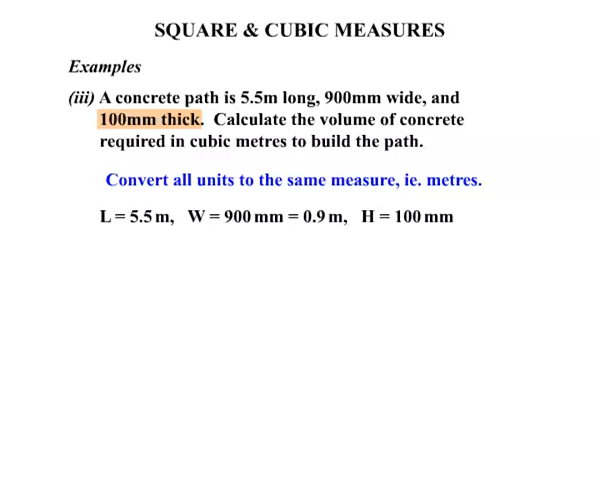 SQUARE & CUBIC MEASURES
Examples
(iii) A concrete path is 5.5m long, 900mm wide, and
100mm thick. Calculate the volume of concrete
required in cubic metres to build the path.
Convert all units to the same measure, ie. metres.
L = 5.5 m, W = 900 mm = 0.9 m, H = 100 mm